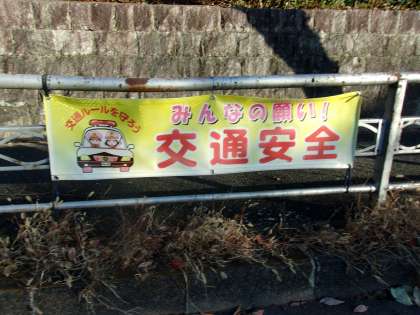 交通ルールを守ろう
みんなの願い!
交通安全